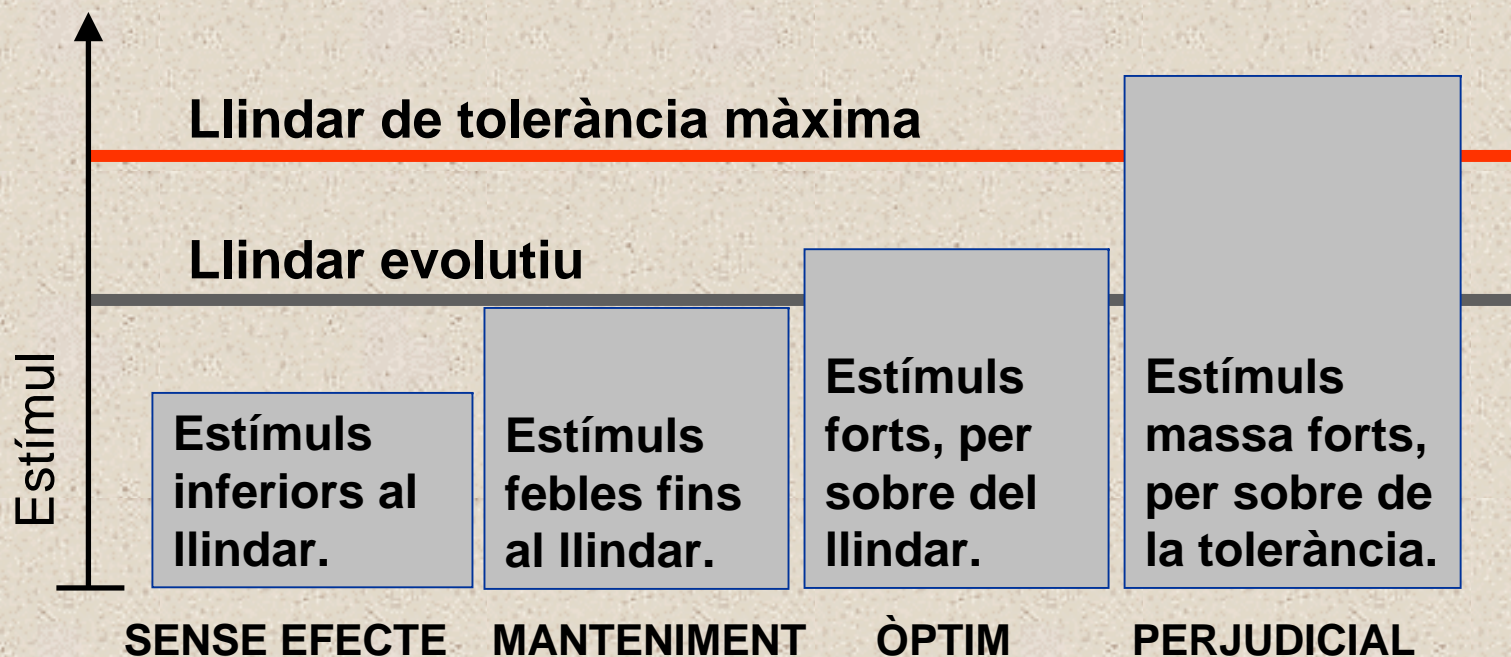 Llindar de tolerància màxima
Llindar evolutiu
Estímul
Estímuls
inferiors al
llindar.
Estímuls
febles fins
al llindar.
Estímuls
forts, per
sobre del
llindar.
Estímuls
massa forts,
per sobre de
la tolerància.
SENSE EFECTE
MANTENIMENT
ÒPTIM
PERJUDICIAL